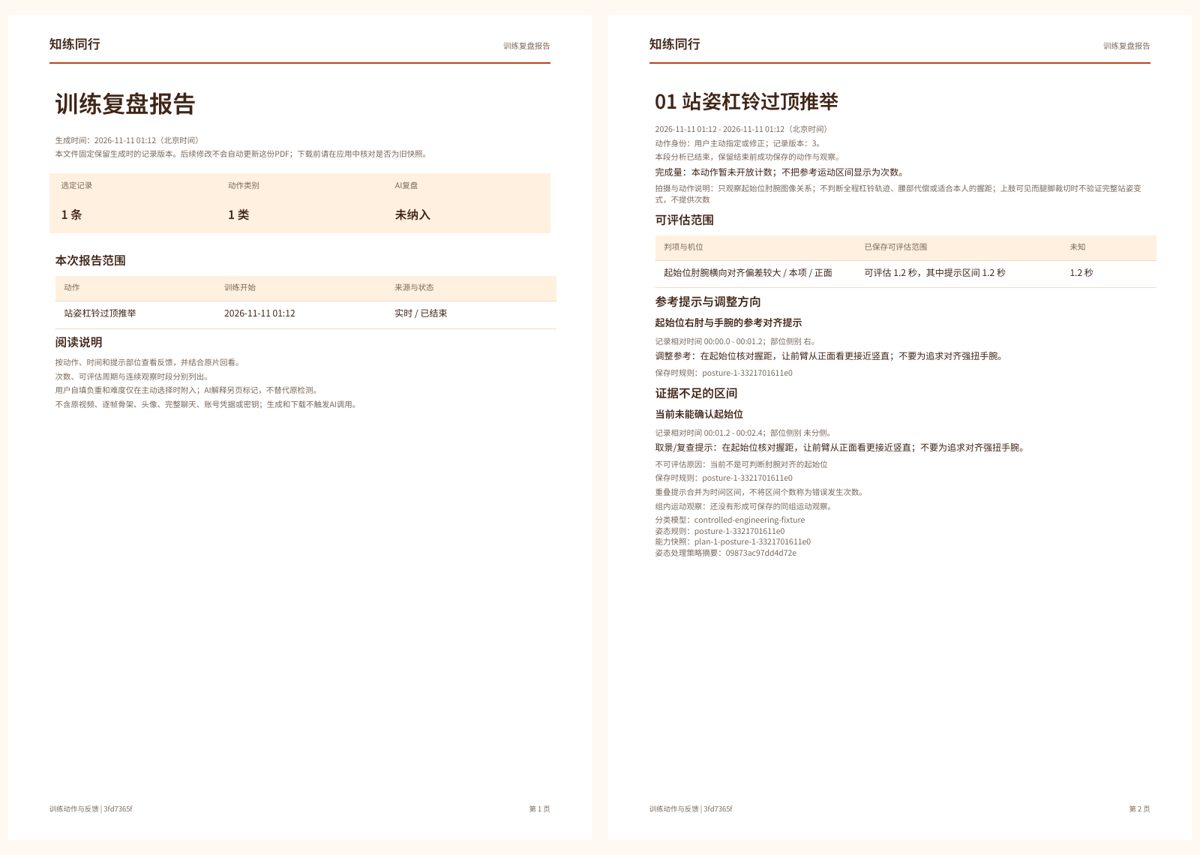 知练同行
训练复盘报告
训练复盘报告
生成时间：2026-11-11 01:12（北京时间）
本文件固定保留生成时的记录版本。后续修改不会自动更新这份PDF；下载前请在应用中核对是否为旧快照。
选定记录 动作类别 AI复盘
1 条 1 类 未纳入
本次报告范围
动作 训练开始 来源与状态
站姿杠铃过顶推举 2026-11-11 01:12 实时 / 已结束
阅读说明
按动作、时间和提示部位查看反馈，并结合原片回看。
次数、可评估周期与连续观察时段分别列出。
用户自填负重和难度仅在主动选择时附入；AI解释另页标记，不替代原检测。
不含原视频、逐帧骨架、头像、完整聊天、账号凭据或密钥；生成和下载不触发AI调用。
训练动作与反馈 | 3fd7365f
第 1 页
知练同行
训练复盘报告
01 站姿杠铃过顶推举
2026-11-11 01:12 - 2026-11-11 01:12（北京时间）
动作身份：用户主动指定或修正；记录版本：3。
本段分析已结束，保留结束前成功保存的动作与观察。
完成量：本动作暂未开放计数；不把参考运动区间显示为次数。
拍摄与动作说明：只观察起始位肘腕图像关系；不判断全程杠铃轨迹、腰部代偿或适合本人的握距；上肢可见而腿脚裁切时不验证完整站姿变
式，不提供次数
可评估范围
判项与机位 已保存可评估范围 未知
起始位肘腕横向对齐偏差较大 / 本项 / 正面 可评估 1.2 秒，其中提示区间 1.2 秒 1.2 秒
参考提示与调整方向
起始位右肘与手腕的参考对齐提示
记录相对时间 00:00.0 - 00:01.2；部位侧别 右。
调整参考：在起始位核对握距，让前臂从正面看更接近竖直；不要为追求对齐强扭手腕。
保存时规则：posture-1-3321701611e0
证据不足的区间
当前未能确认起始位
记录相对时间 00:01.2 - 00:02.4；部位侧别 未分侧。
取景/复查提示：在起始位核对握距，让前臂从正面看更接近竖直；不要为追求对齐强扭手腕。
不可评估原因：当前不是可判断肘腕对齐的起始位
保存时规则：posture-1-3321701611e0
重叠提示合并为时间区间，不将区间个数称为错误发生次数。
组内运动观察：还没有形成可保存的同组运动观察。
分类模型：controlled-engineering-fixture
姿态规则：posture-1-3321701611e0
能力快照：plan-1-posture-1-3321701611e0
姿态处理策略摘要：09873ac97dd4d72e
训练动作与反馈 | 3fd7365f
第 2 页